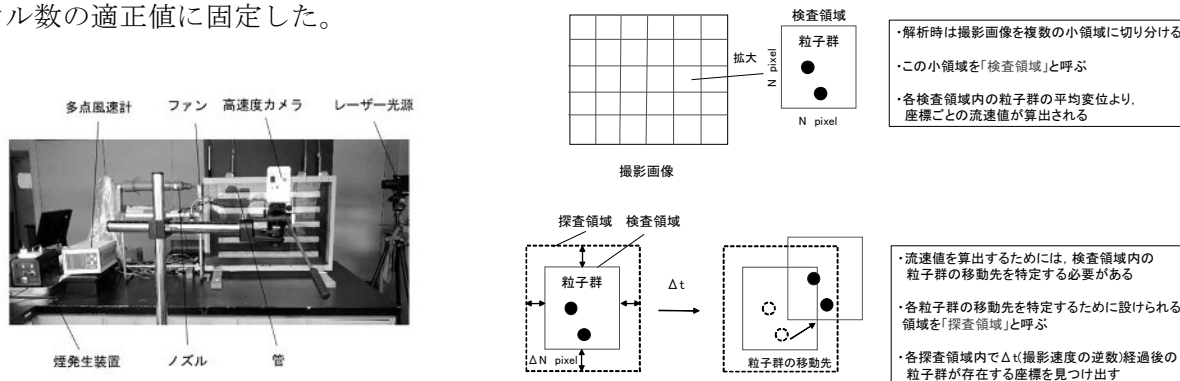 ル数の適正値に固定した。
多点風速計 ファン 高速度カメラ レーザー光源
煙発生装置 ノズル 管
検査領域
粒子群
拡大
N pixel
N pixel
撮影画像
・解析時は撮影画像を複数の小領域に切り分ける
・この小領域を「検査領域」と呼ぶ
・各検査領域内の粒子群の平均変位より,
座標ごとの流速値が算出される
探査領域 検査領域
粒子群
Δt
ΔN pixel
粒子群の移動先
・流速値を算出するためには, 検査領域内の
粒子群の移動先を特定する必要がある
・各粒子群の移動先を特定するために設けられる
領域を「探査領域」と呼ぶ
・各探査領域内でΔt(撮影速度の逆数)経過後の
粒子群が存在する座標を見つけ出す